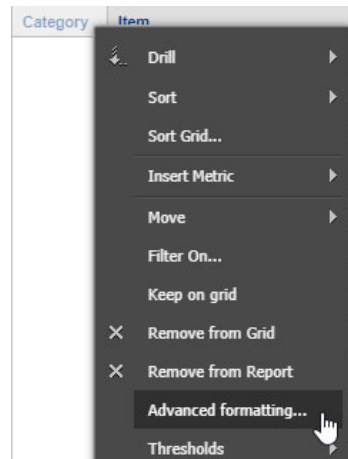 Category Item
Drill
Sort
Sort Grid...
Insert Metric
Move
Filter On...
Keep on grid
Remove from Grid
Remove from Report
Advanced formatting...
Thresholds